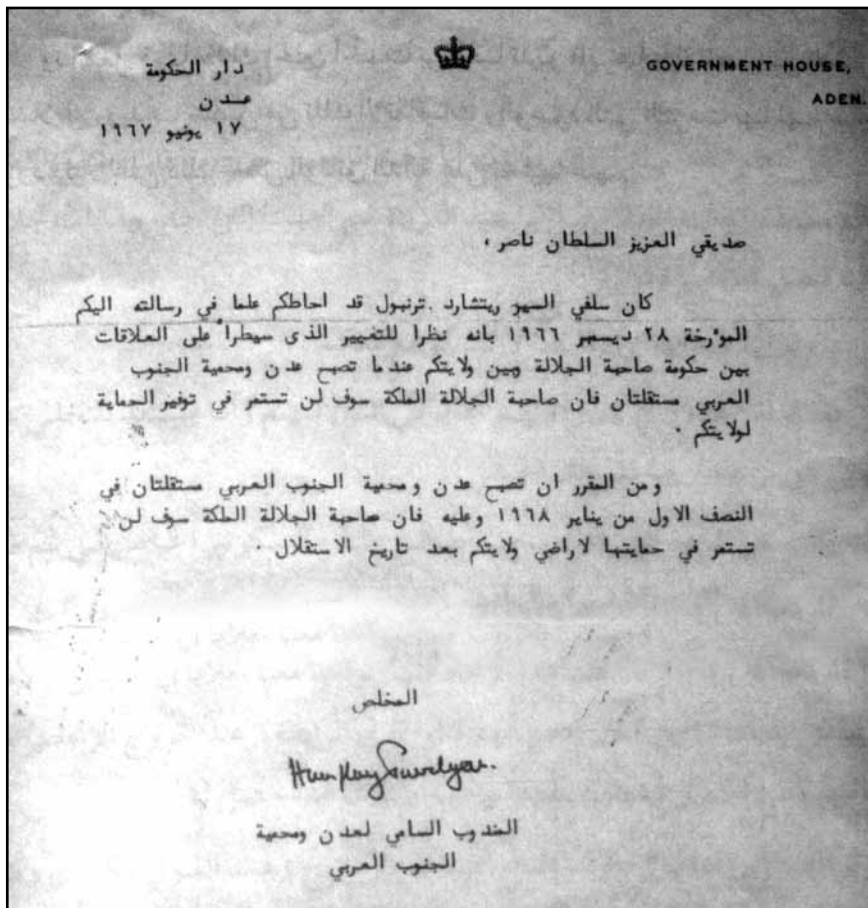 GOVERNMENT HOUSE,
ADEN.
دار الحكومة
عدن
١٧ يونيو ١٩٦٧
صديقي العزيز السلطان ناصر ،
كان سلفي السير ريتشارد ترنبول قد احاطكم علما في رسالته اليكم
المؤرخة ٢٨ ديسمبر ١٩٦٦ بانه نظرا للتغيير الذى سيطرأ على العلاقات
بين حكومة صاحبة الجلالة وبين ولايتكم عندما تصبح عدن ومحمية الجنوب
العربي مستقلتان فان صاحبة الجلالة الملكة سوف لن تستمر في توفير الحماية
لولايتكم ٠
ومن المقرر ان تصبح عدن ومحمية الجنوب العربي مستقلتان في
النصف الاول من يناير ١٩٦٨ وعليه فان صاحبة الجلالة الملكة سوف لن
تستمر في حمايتها لاراضي ولايتكم بعد تاريخ الاستقلال ٠
المخلص
المندوب السامي لعدن ومحمية
الجنوب العربي